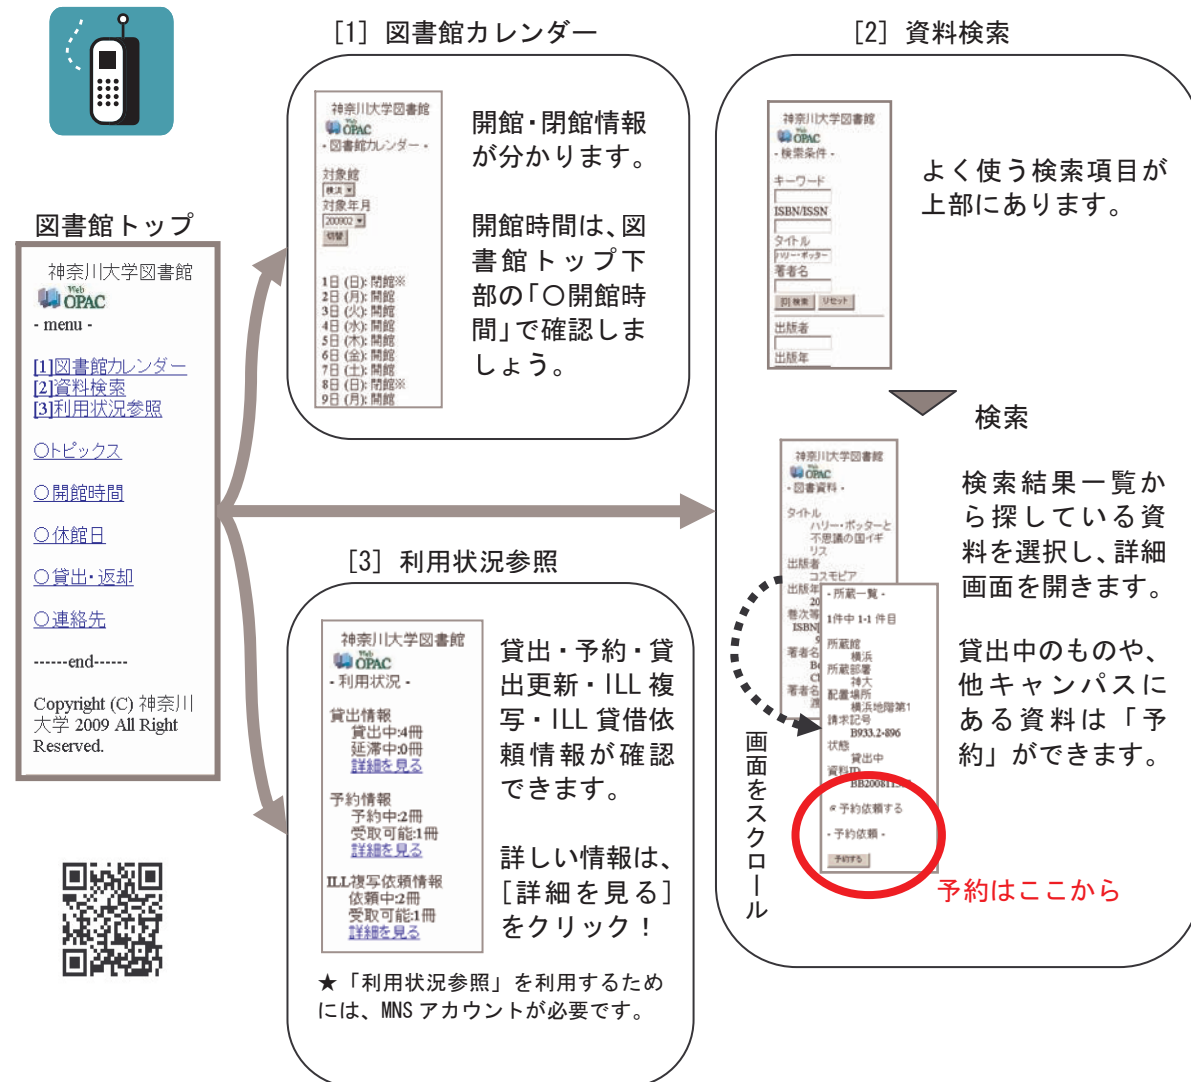 図書館トップ
神奈川大学図書館
Web
OPAC
- menu -
[1]図書館カレンダー
[2]資料検索
[3]利用状況参照
○トピックス
○開館時間
○休館日
○貸出・返却
○連絡先
------end------
Copyright (C) 神奈川
大学 2009 All Right
Reserved.
[1] 図書館カレンダー
神奈川大学図書館
Web
OPAC
- 図書館カレンダー -
対象館
横浜
対象年月
200902
切替
1日 (日): 閉館※
2日 (月): 開館
3日 (火): 開館
4日 (水): 開館
5日 (木): 開館
6日 (金): 開館
7日 (土): 開館
8日 (日): 閉館※
9日 (月): 開館
開館・閉館情報
が分かります。
開館時間は、図
書館トップ下
部の「○開館時
間」で確認しま
しょう。
[2] 資料検索
神奈川大学図書館
Web
OPAC
- 検索条件 -
キーワード
ISBN/ISSN
タイトル
ハリー・ポッター
著者名
検索 リセット
出版者
出版年
よく使う検索項目が
上部にあります。
検索
神奈川大学図書館
Web
OPAC
- 図書資料 -
タイトル
ハリー・ポッターと
不思議の国イギ
リス
出版者
コスモピア
出版年
20
巻次等
ISBN
著者名
著者名
- 所蔵一覧 -
1件中 1-1 件目
所蔵館
横浜
所蔵部署
神大
配置場所
横浜地階第1
請求記号
B933.2-896
状態
貸出中
資料ID
予約依頼する
- 予約依頼 -
予約する
検索結果一覧か
ら探している資
料を選択し、詳細
画面を開きます。
貸出中のものや、
他キャンパスに
ある資料は「予
約」ができます。
画面をスクロール
予約はここから
[3] 利用状況参照
神奈川大学図書館
Web
OPAC
- 利用状況 -
貸出情報
貸出中:4冊
延滞中:0冊
詳細を見る
予約情報
予約中:2冊
受取可能:1冊
詳細を見る
ILL複写依頼情報
依頼中:2冊
受取可能:1冊
詳細を見る
貸出・予約・貸
出更新・ILL 複
写・ILL 貸借依
頼情報が確認
できます。
詳しい情報は、
[詳細を見る]
をクリック！
★「利用状況参照」を利用するため
には、MNS アカウントが必要です。